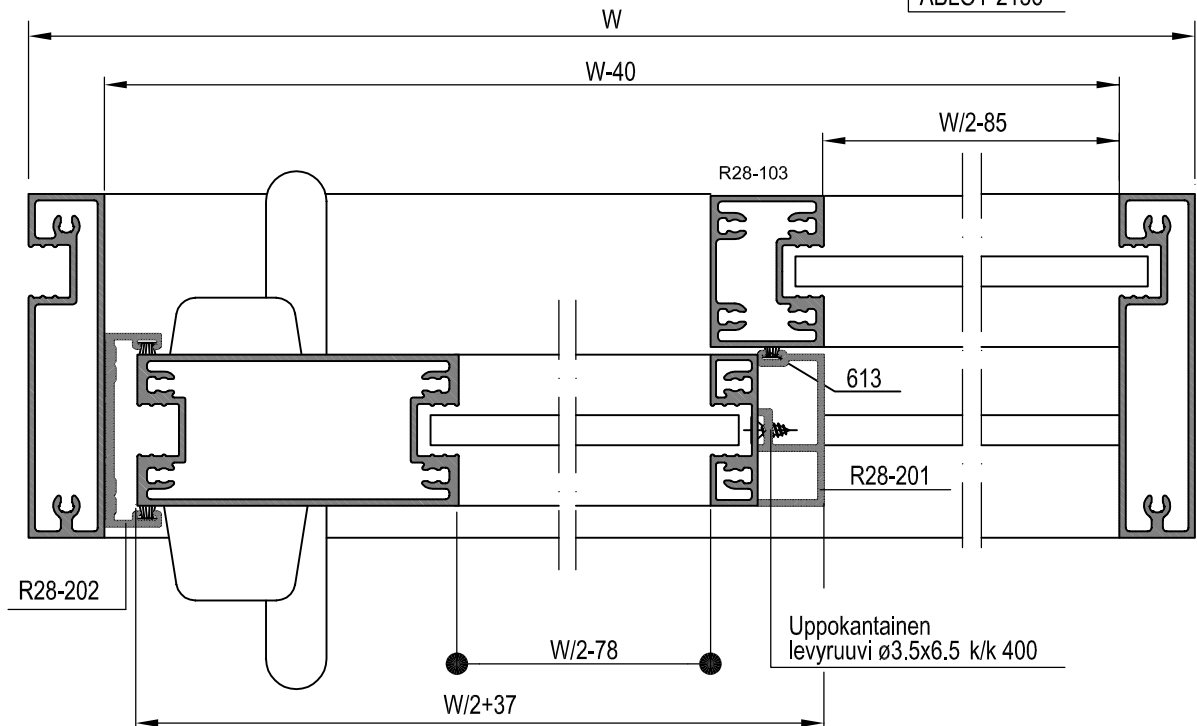 W
W-40
W/2-85
R28-103
613
R28-201
R28-202
Uppokantainen
levyruuvi ø3.5x6.5 k/k 400
W/2-78
W/2+37